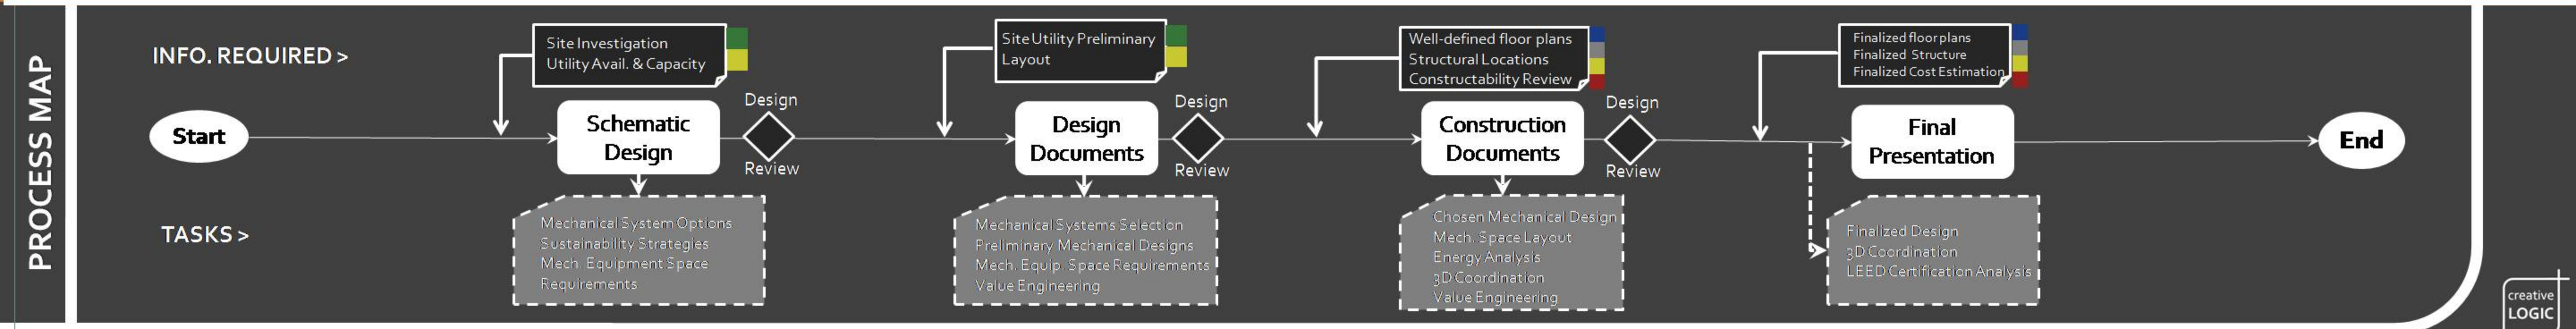 PROCESS MAP
INFO. REQUIRED >
TASKS >
Start
Site Investigation
Utility Avail. & Capacity
Schematic
Design
Design
Review
Mechanical System Options
Sustainability Strategies
Mech. Equipment Space
Requirements
Site Utility Preliminary
Layout
Design
Documents
Design
Review
Mechanical Systems Selection
Preliminary Mechanical Designs
Mech. Equip. Space Requirements
Value Engineering
Well-defined floor plans
Structural Locations
Constructability Review
Construction
Documents
Design
Review
Chosen Mechanical Design
Mech. Space Layout
Energy Analysis
3D Coordination
Value Engineering
Finalized floor plans
Finalized Structure
Finalized Cost Estimation
Final
Presentation
Finalized Design
3D Coordination
LEED Certification Analysis
End
creative
LOGIC